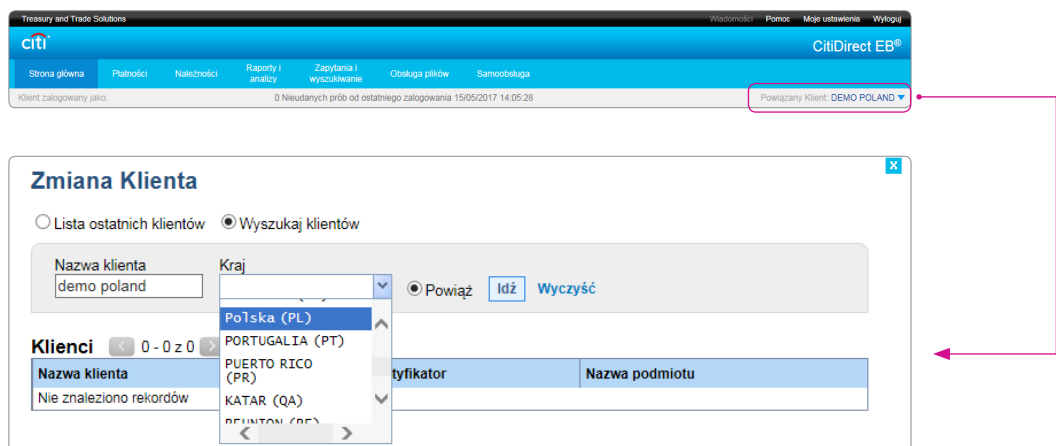 Treasury and Trade Solutions Wiadomości Pomoc Moje ustawienia Wyloguj
citi CitiDirect EB®
Strona główna Płatności Należności Raporty i analizy Zapytania i wyszukiwanie Obsługa plików Samoobsługa
Klient zalogowany jako: 0 Nieudanych prób od ostatniego zalogowania 15/05/2017 14:05:28 Powiązany Klient: DEMO POLAND
x
Zmiana Klienta
Lista ostatnich klientów Wyszukaj klientów
Nazwa klienta Kraj
demo poland Powiąż Idź Wyczyść
Polska (PL)
PORTUGALIA (PT)
PUERTO RICO
(PR)
KATAR (QA)
Klienci 0 - 0 z 0
Nazwa klienta tyfikator Nazwa podmiotu
Nie znaleziono rekordów